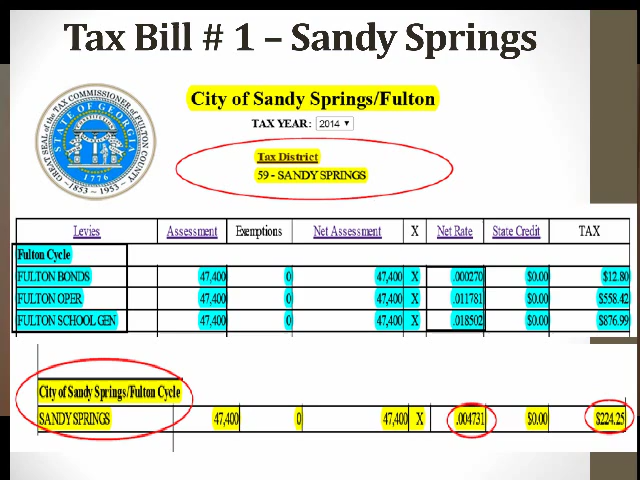 Tax Bill # 1 – Sandy Springs
GREAT SEAL of the TAX COMMISSIONER of FULTON COUNTY
STATE OF GEORGIA
1776
~1853 ~ 1953~
City of Sandy Springs/Fulton
TAX YEAR: 2014
Tax District
59 - SANDY SPRINGS
Levies Assessment Exemptions Net Assessment X Net Rate State Credit TAX
Fulton Cycle
FULTON BONDS 47,400 0 47,400 X .000270 $0.00 $12.80
FULTON OPER 47,400 0 47,400 X .011781 $0.00 $558.42
FULTON SCHOOL GEN 47,400 0 47,400 X .018502 $0.00 $876.99
City of Sandy Springs/Fulton Cycle
SANDY SPRINGS 47,400 0 47,400 X .004731 $0.00 $224.25